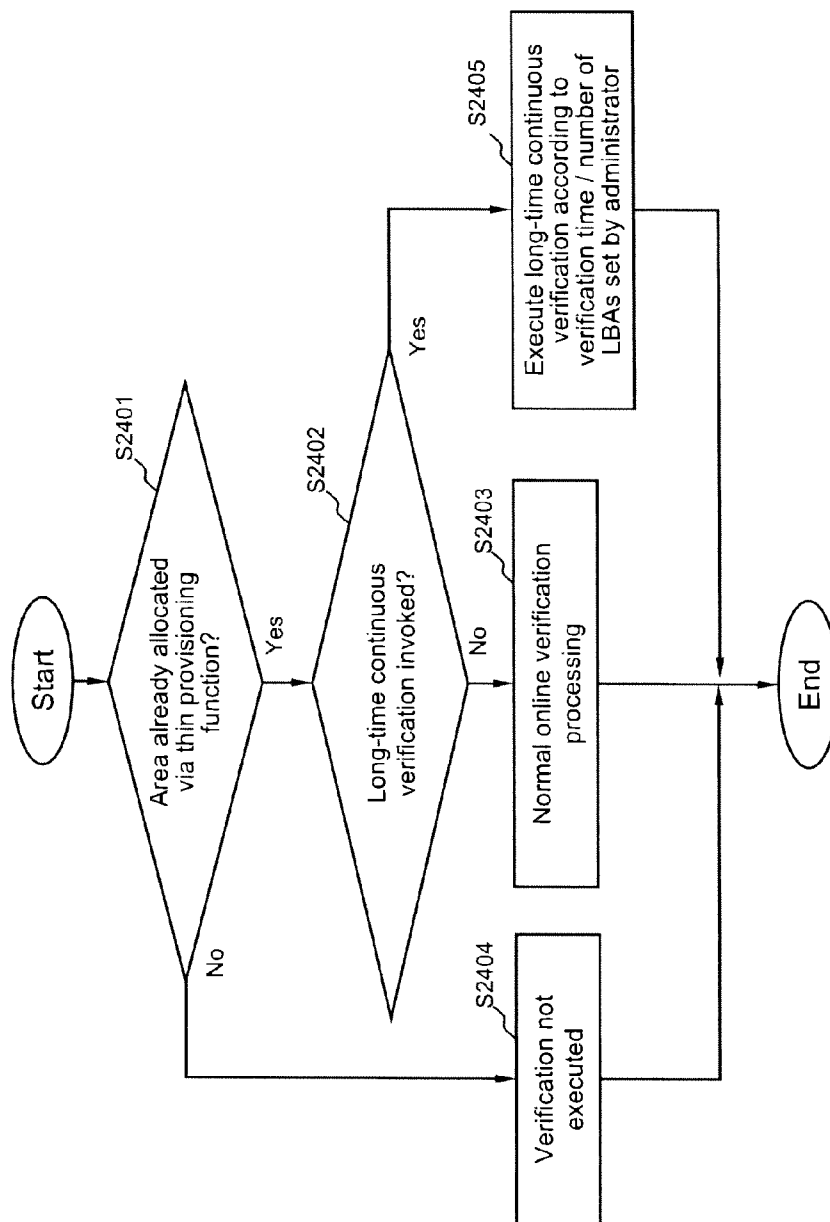 Start
S2401
Area already allocated
via thin provisioning
function?
No
Yes
S2402
Long-time continuous
verification invoked?
Yes
No
S2404
Verification not
executed
S2403
Normal online verification
processing
S2405
Execute long-time continuous
verification according to
verification time / number of
LBAs set by administrator
End